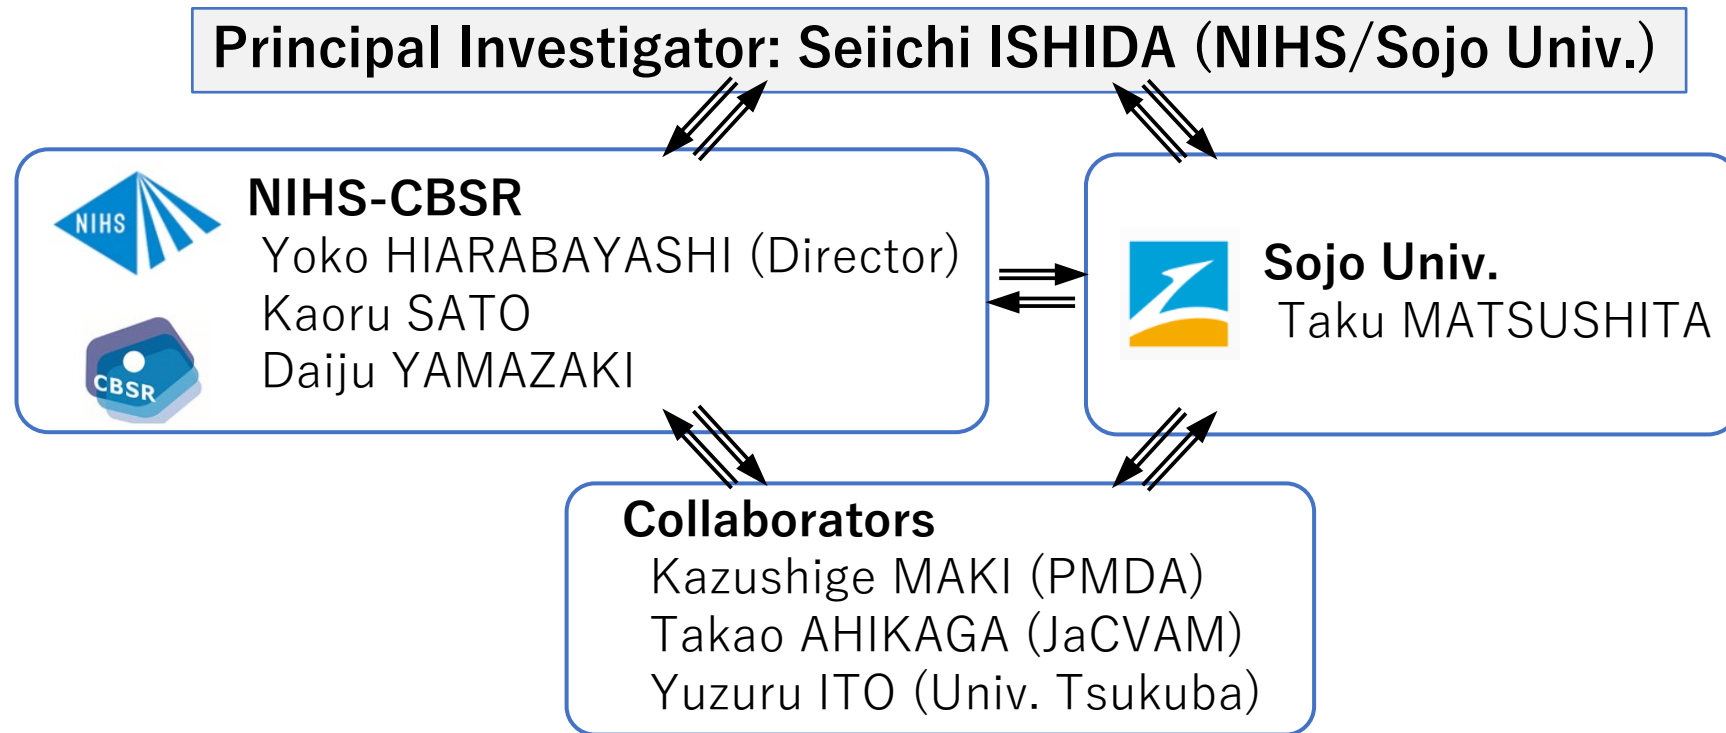 Principal Investigator: Seiichi ISHIDA (NIHS/Sojo Univ.)
NIHS
NIHS-CBSR
Yoko HIARABAYASHI (Director)
Kaoru SATO
Daiju YAMAZAKI
CBSR
Sojo Univ.
Taku MATSUSHITA
Collaborators
Kazushige MAKI (PMDA)
Takao AHIKAGA (JaCVAM)
Yuzuru ITO (Univ. Tsukuba)